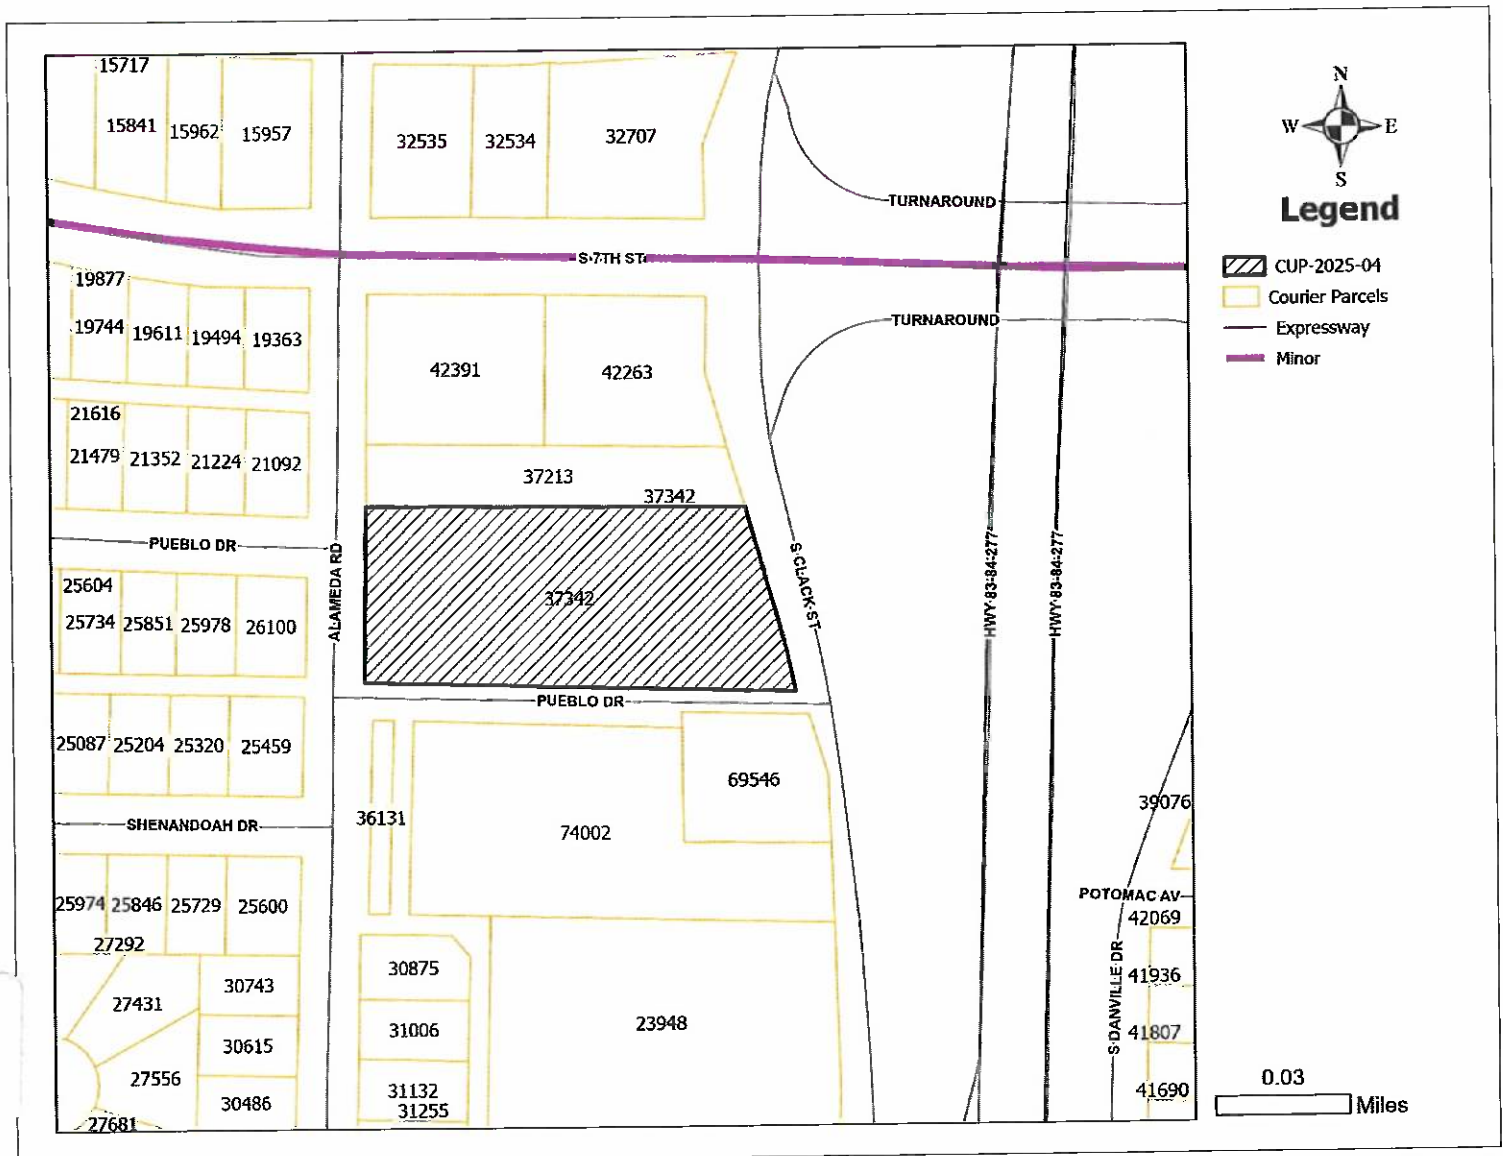 15717
15841
15962
15957
32535
32534
32707
N
W
E
S
TURNAROUND
Legend
S 7TH ST
CUP-2025-04
Courier Parcels
Expressway
Minor
19877
19744
19611
19494
19363
TURNAROUND
42391
42263
21616
21479
21352
21224
21092
37213
37342
PUEBLO DR
ALAMEDA RD
37342
S CLACK ST
HWY 83-84-277
HWY 83-84-277
25604
25734
25851
25978
26100
PUEBLO DR
25087
25204
25320
25459
69546
36131
74002
39076
SHENANDOAH DR
25974
25846
25729
25600
POTOMAC AV
42069
27292
30875
30743
27431
S DANVILLE DR
41936
31006
23948
41807
30615
27556
31132
31255
30486
27681
41690
0.03
Miles